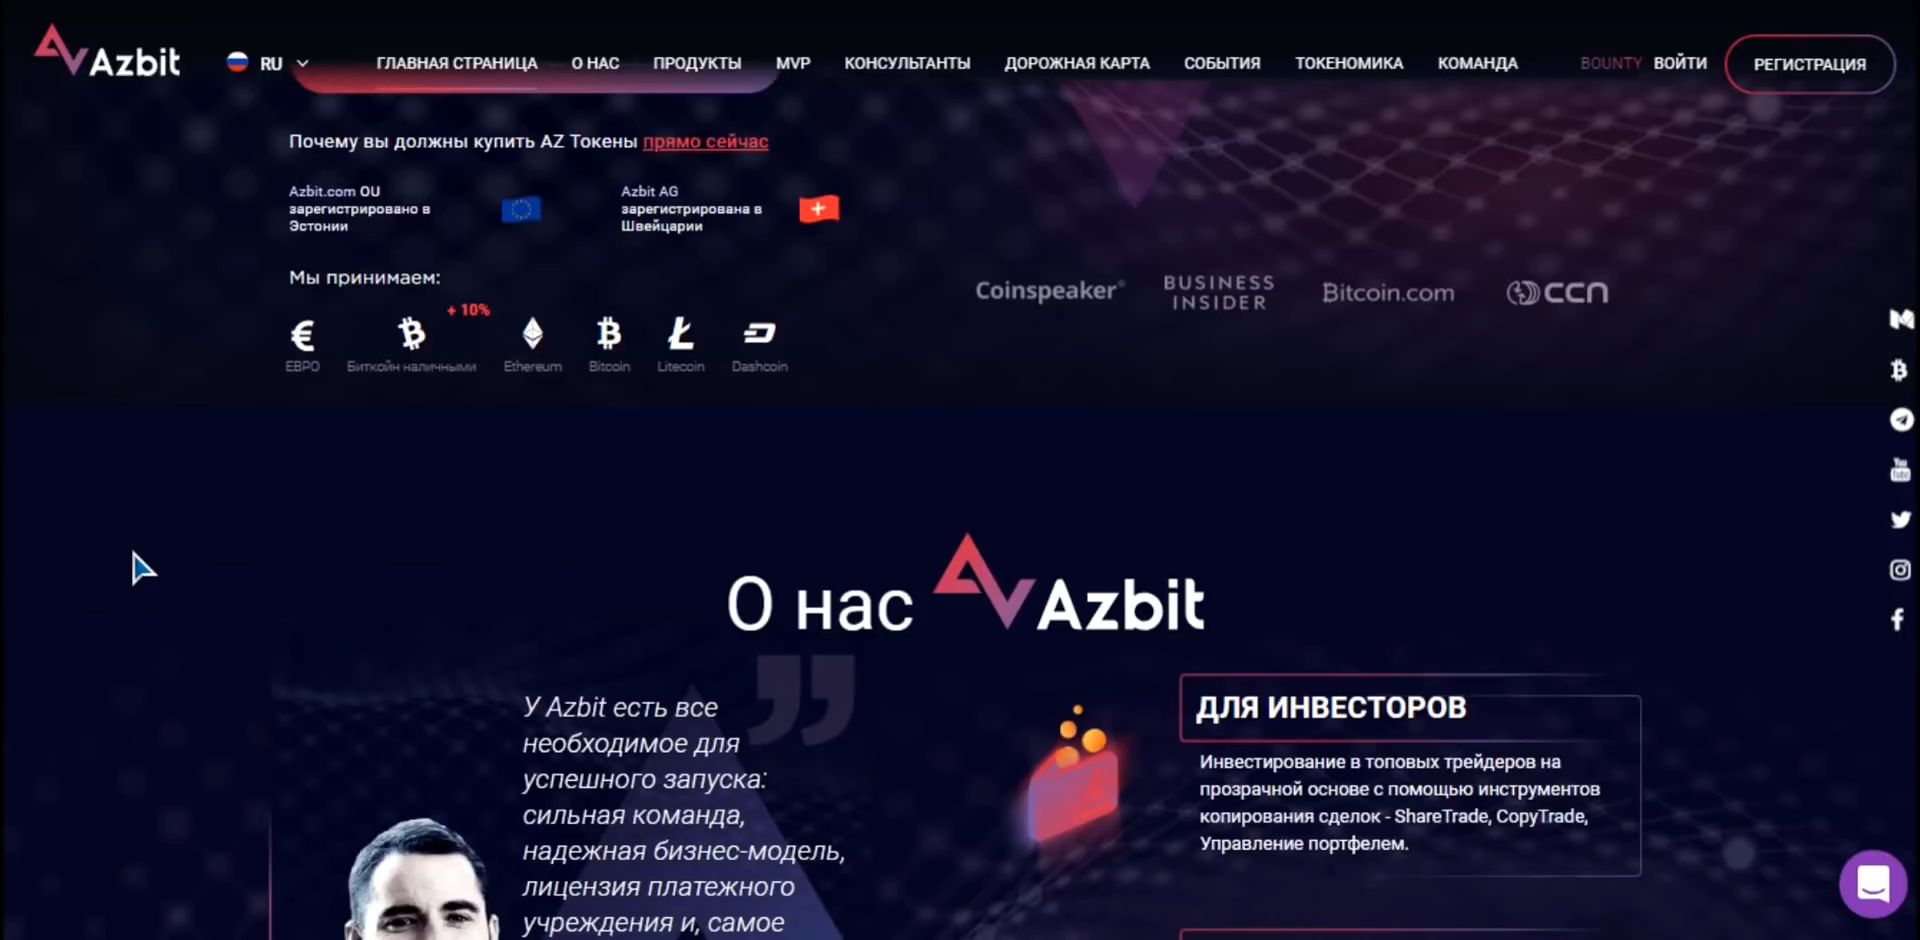 Azbit
RU
ГЛАВНАЯ СТРАНИЦА
О НАС
ПРОДУКТЫ
MVP
КОНСУЛЬТАНТЫ
ДОРОЖНАЯ КАРТА
СОБЫТИЯ
ТОКЕНОМИКА
КОМАНДА
BOUNTY
ВОЙТИ
РЕГИСТРАЦИЯ
Почему вы должны купить AZ Токены прямо сейчас
Azbit.com OU
зарегистрировано в
Эстонии
Azbit AG
зарегистрирована в
Швейцарии
Мы принимаем:
+ 10%
ЕВРО
Биткойн наличными
Ethereum
Bitcoin
Litecoin
Dashcoin
Coinspeaker
BUSINESS
INSIDER
Bitcoin.com
CCN
You
Tube
О нас Azbit
У Azbit есть все
необходимое для
успешного запуска:
сильная команда,
надежная бизнес-модель,
лицензия платежного
учреждения и, самое
ДЛЯ ИНВЕСТОРОВ
Инвестирование в топовых трейдеров на
прозрачной основе с помощью инструментов
копирования сделок - ShareTrade, CopyTrade,
Управление портфелем.